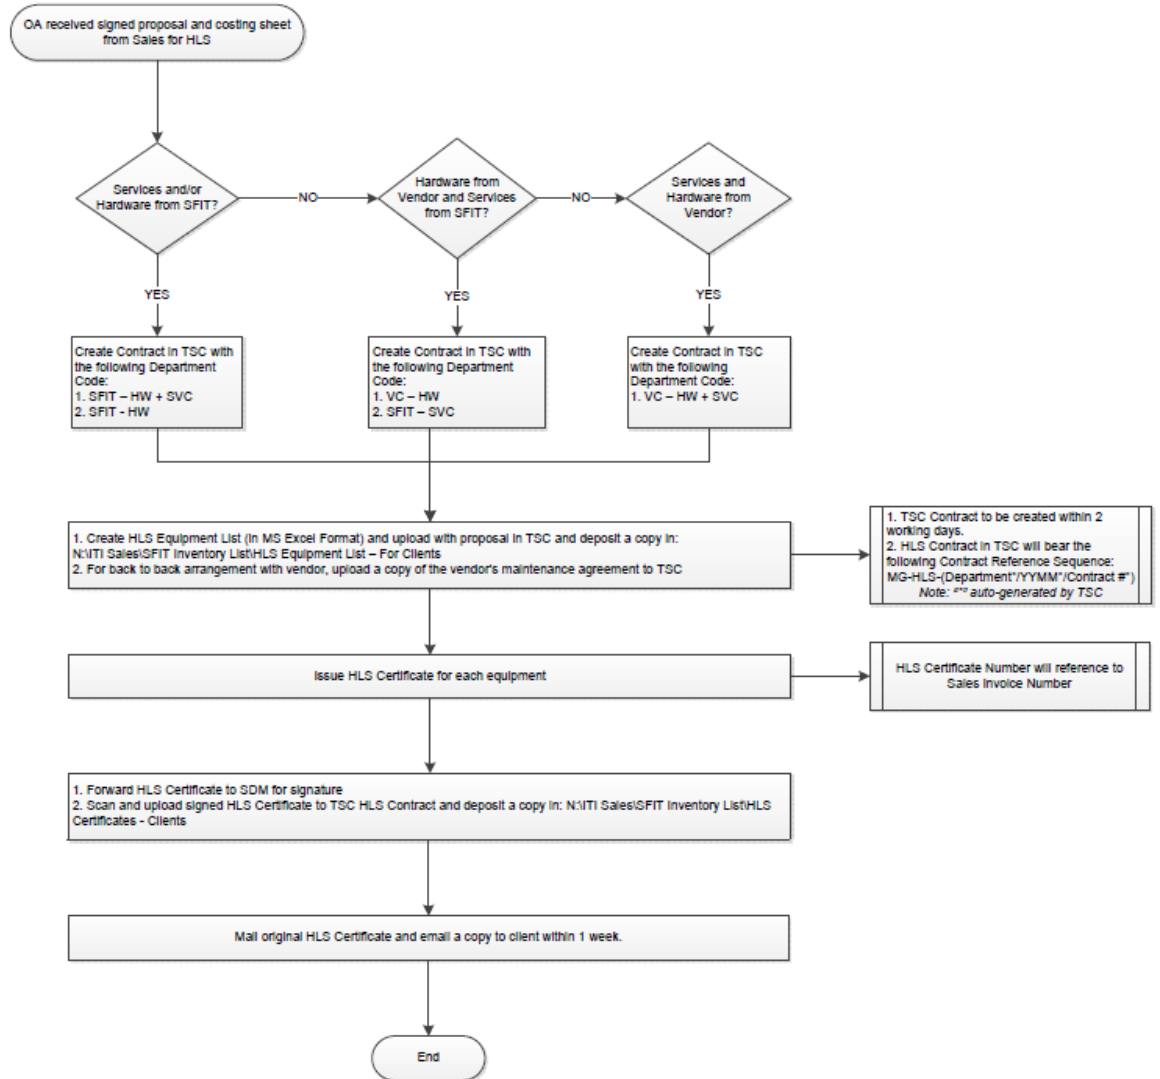 OA received signed proposal and costing sheet
from Sales for HLS
Services and/or
Hardware from SFIT?
NO
Hardware from
Vendor and Services
from SFIT?
NO
Services and
Hardware from
Vendor?
YES
YES
YES
Create Contract in TSC with
the following Department
Code:
1. SFIT – HW + SVC
2. SFIT - HW
Create Contract in TSC with
the following Department
Code:
1. VC – HW
2. SFIT – SVC
Create Contract in TSC
with the following
Department Code:
1. VC – HW + SVC
1. Create HLS Equipment List (in MS Excel Format) and upload with proposal in TSC and deposit a copy in:
N:\ITI Sales\SFIT Inventory List\HLS Equipment List – For Clients
2. For back to back arrangement with vendor, upload a copy of the vendor's maintenance agreement to TSC
1. TSC Contract to be created within 2
working days.
2. HLS Contract in TSC will bear the
following Contract Reference Sequence:
MG-HLS-(Department*/YYMM*/Contract #*)
Note: "*" auto-generated by TSC
Issue HLS Certificate for each equipment
HLS Certificate Number will reference to
Sales Invoice Number
1. Forward HLS Certificate to SDM for signature
2. Scan and upload signed HLS Certificate to TSC HLS Contract and deposit a copy in: N:\ITI Sales\SFIT Inventory List\HLS
Certificates - Clients
Mail original HLS Certificate and email a copy to client within 1 week.
End